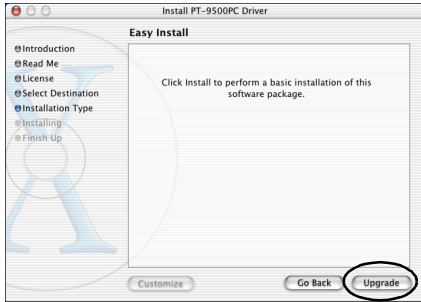 Install PT-9500PC Driver
Easy Install
Introduction
Read Me
License
Select Destination
Installation Type
Installing
Finish Up
Click Install to perform a basic installation of this
software package.
Customize
Go Back
Upgrade